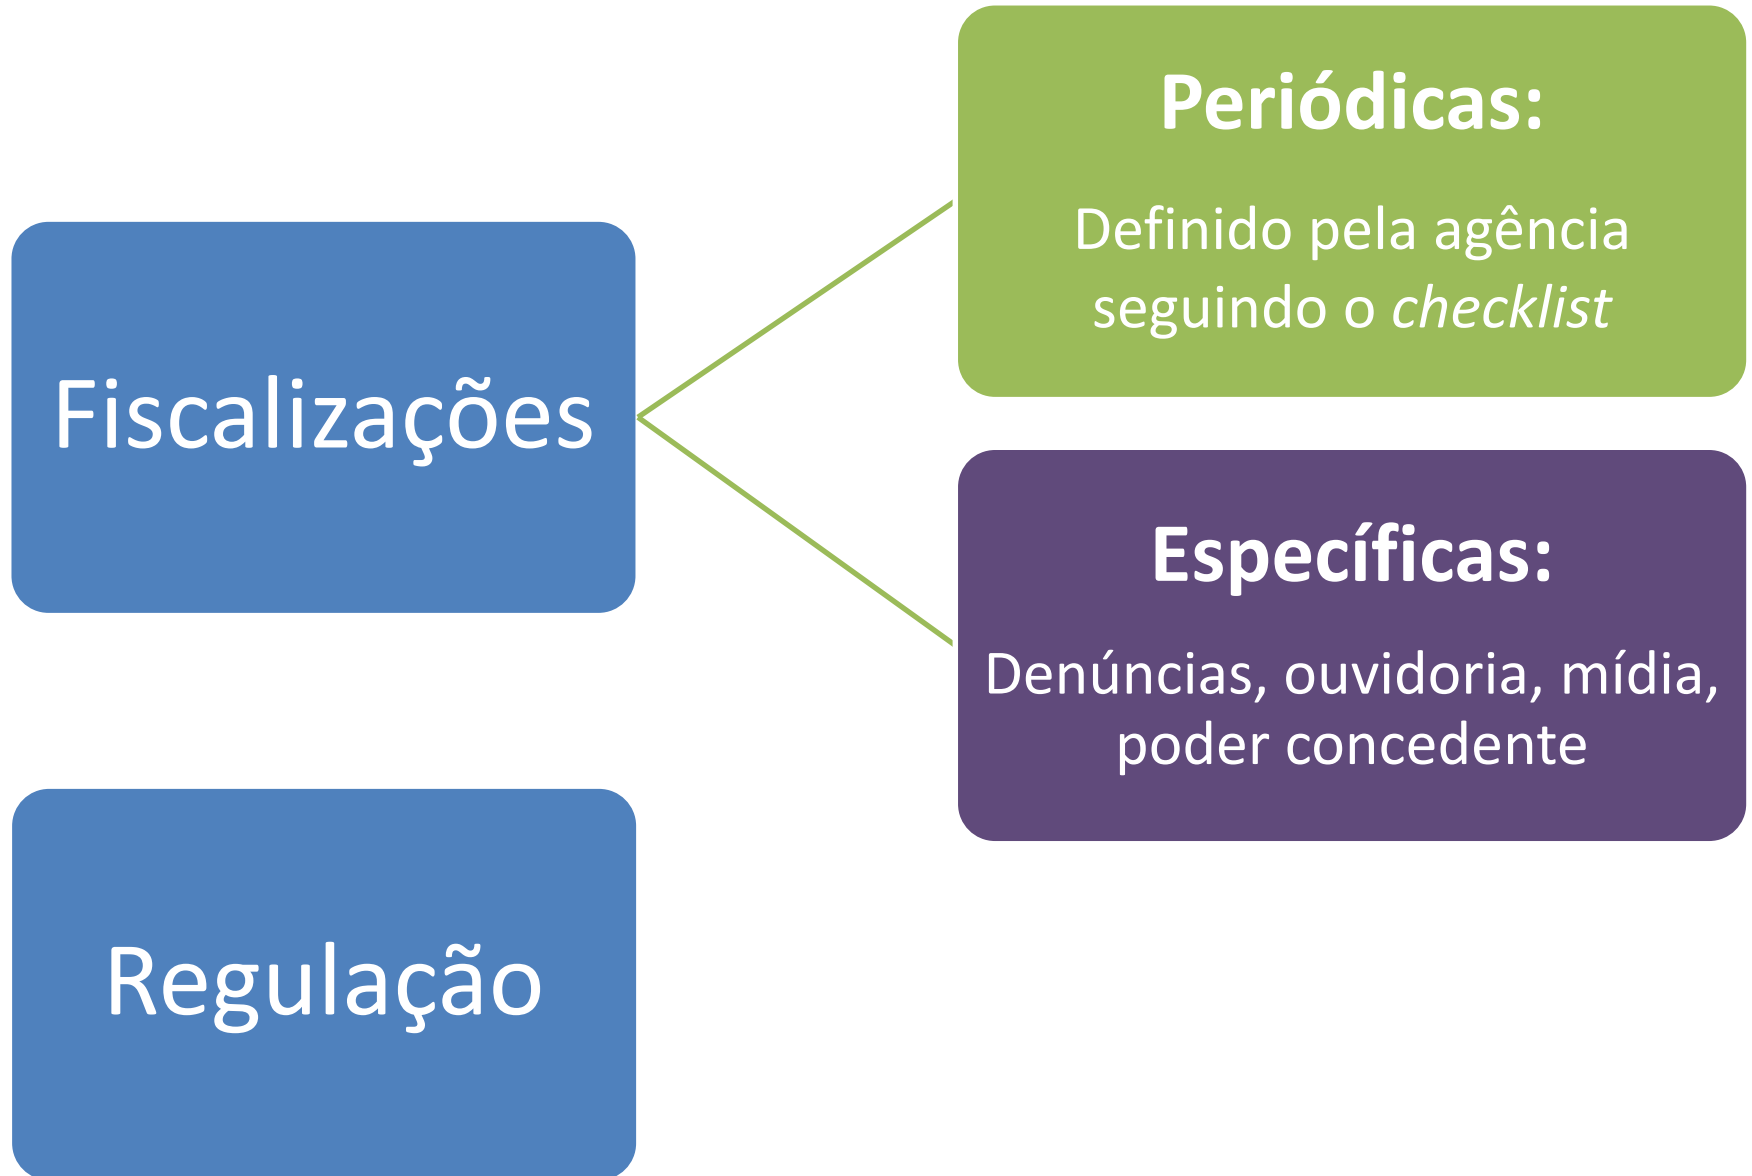 Fiscalizações
Periódicas:
Definido pela agência
seguindo o checklist
Específicas:
Denúncias, ouvidoria, mídia,
poder concedente
Regulação